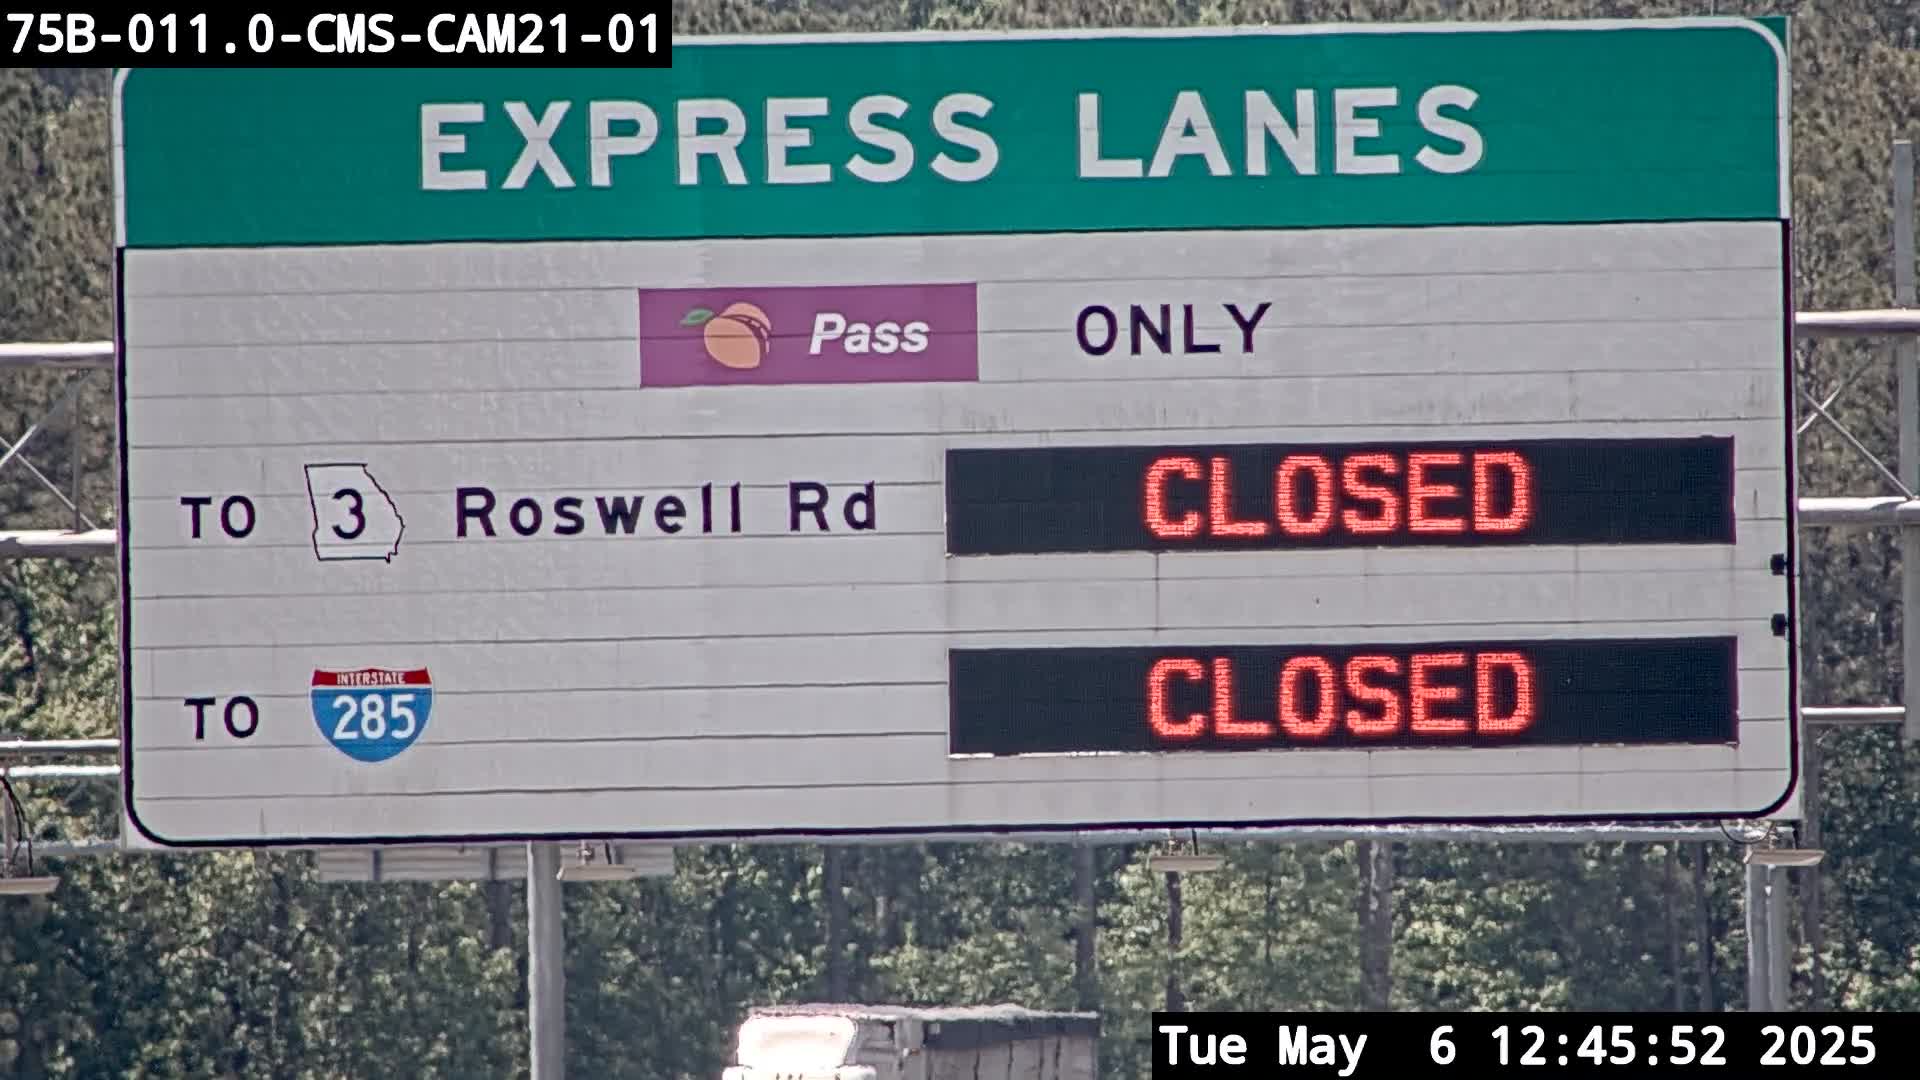 75B-011.0-CMS-CAM21-01
EXPRESS LANES
Pass ONLY
TO 3 Roswell Rd CLOSED
INTERSTATE
TO 285 CLOSED
Tue May 6 12:45:52 2025